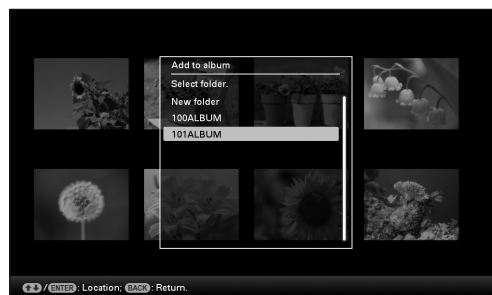 Add to album
Select folder.
New folder
100ALBUM
101ALBUM
/ENTER: Location; BACK: Return.